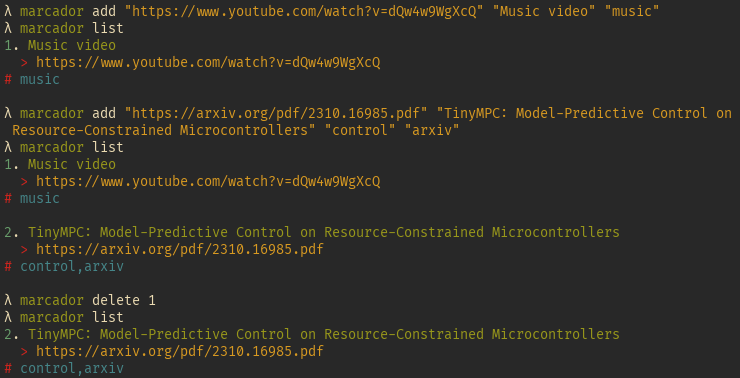 λ marcador add "https://www.youtube.com/watch?v=dQw4w9WgXcQ" "Music video" "music"
λ marcador list
1. Music video
  > https://www.youtube.com/watch?v=dQw4w9WgXcQ
# music

λ marcador add "https://arxiv.org/pdf/2310.16985.pdf" "TinyMPC: Model-Predictive Control on
 Resource-Constrained Microcontrollers" "control" "arxiv"
λ marcador list
1. Music video
  > https://www.youtube.com/watch?v=dQw4w9WgXcQ
# music

2. TinyMPC: Model-Predictive Control on Resource-Constrained Microcontrollers
  > https://arxiv.org/pdf/2310.16985.pdf
# control,arxiv

λ marcador delete 1
λ marcador list
2. TinyMPC: Model-Predictive Control on Resource-Constrained Microcontrollers
  > https://arxiv.org/pdf/2310.16985.pdf
# control,arxiv